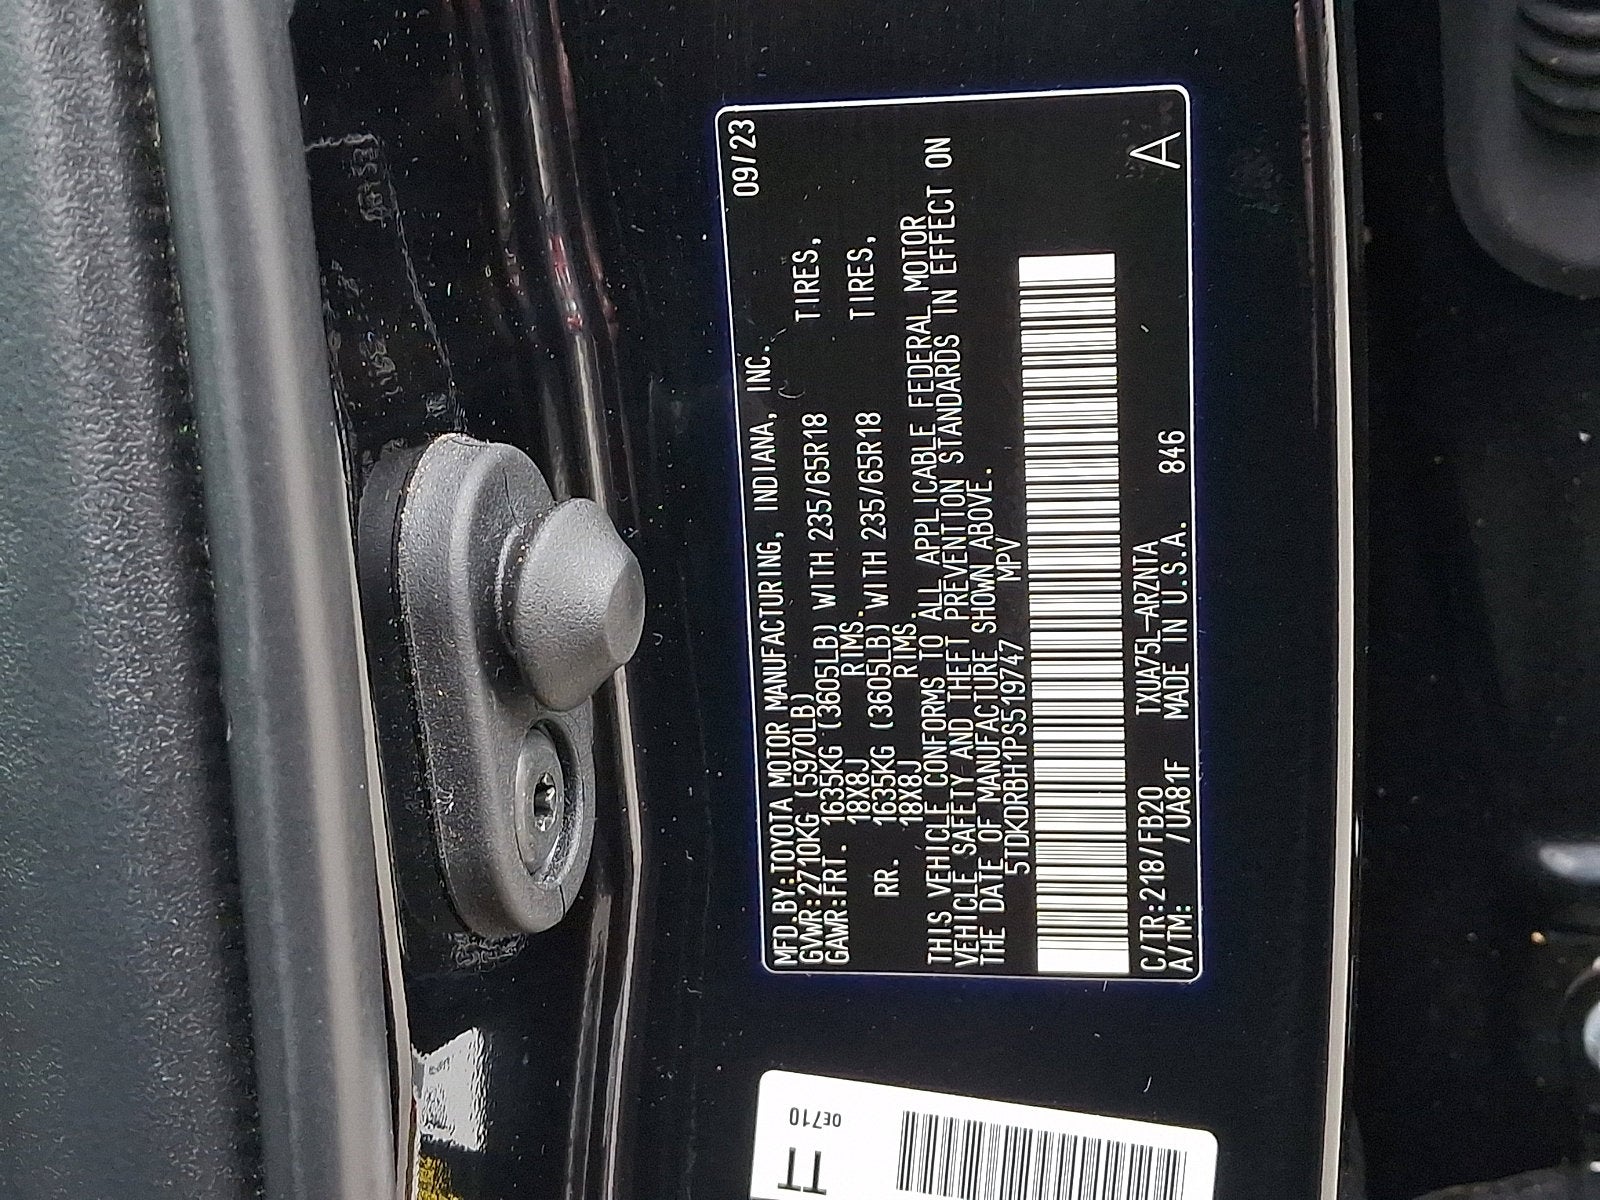 MFD.BY:TOYOTA MOTOR MANUFACTURING, INDIANA, INC. 09/23
GVWR:2710KG (5970LB)
GAWR:FRT. 1635KG (3605LB) WITH 235/65R18 TIRES,
18X8J RIMS.
RR. 1635KG (3605LB) WITH 235/65R18 TIRES,
18X8J RIMS.
THIS VEHICLE CONFORMS TO ALL APPLICABLE FEDERAL MOTOR
VEHICLE SAFETY AND THEFT PREVENTION STANDARDS IN EFFECT ON
THE DATE OF MANUFACTURE SHOWN ABOVE.
5TDKDRBH1PS519747 MPV
C/TR:218/FB20 TXUA75L-ARZNTA
A/TM: /UA81F MADE IN U.S.A. 846 A
0E710
TT